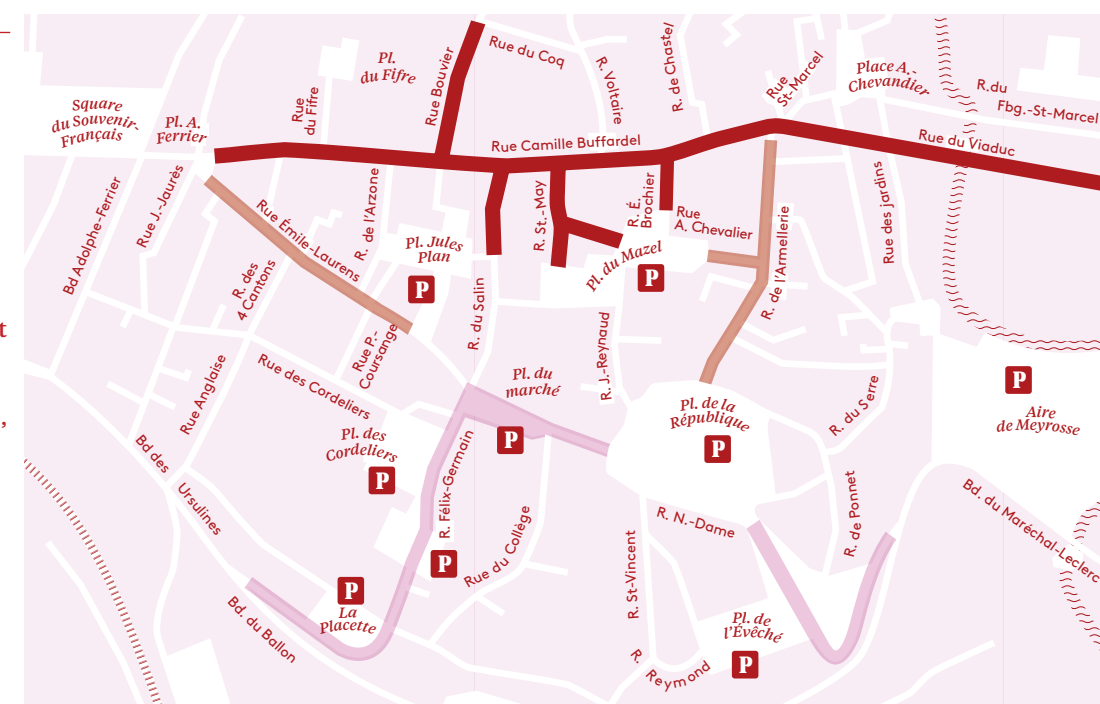 Rue du Coq
Pl.
du Fifre
Rue Bouvier
R. Voltaire
R. de Chastel
Rue
St-Marcel
Place A.-
Chevandier
R.du
Fbg.-St-Marcel
Square
du Souvenir-
Français
Pl. A.
Ferrier
Rue
du Fifre
Rue Camille Buffardel
Rue du Viaduc
Bd Adolphe-Ferrier
Rue J.-Jaurès
Rue Émile-Laurens
R. de l'Arzone
Pl. Jules
Plan
P
R. St.-May
R. É.
Brochier
Rue
A. Chevalier
Pl. du Mazel
P
R. de l'Armellerie
Rue des jardins
R. des
4 Cantons
R. du Salin
t
Rue P.-
Coursange
R. J.-Reynaud
Rue Anglaise
Rue des Cordeliers
Pl. du
marché
P
Pl. de la
République
P
R. du Serre
P
Aire
de Meyrosse
,
Pl. des
Cordeliers
P
Bd des
Ursulines
R. Félix-Germain
P
Rue du Collège
R. N.-Dame
R. de Ponnet
Bd. du Maréchal-Leclerc
P
La
Placette
Bd. du Ballon
R. St-Vincent
Pl. de
l'Évêché
P
R. Reymond